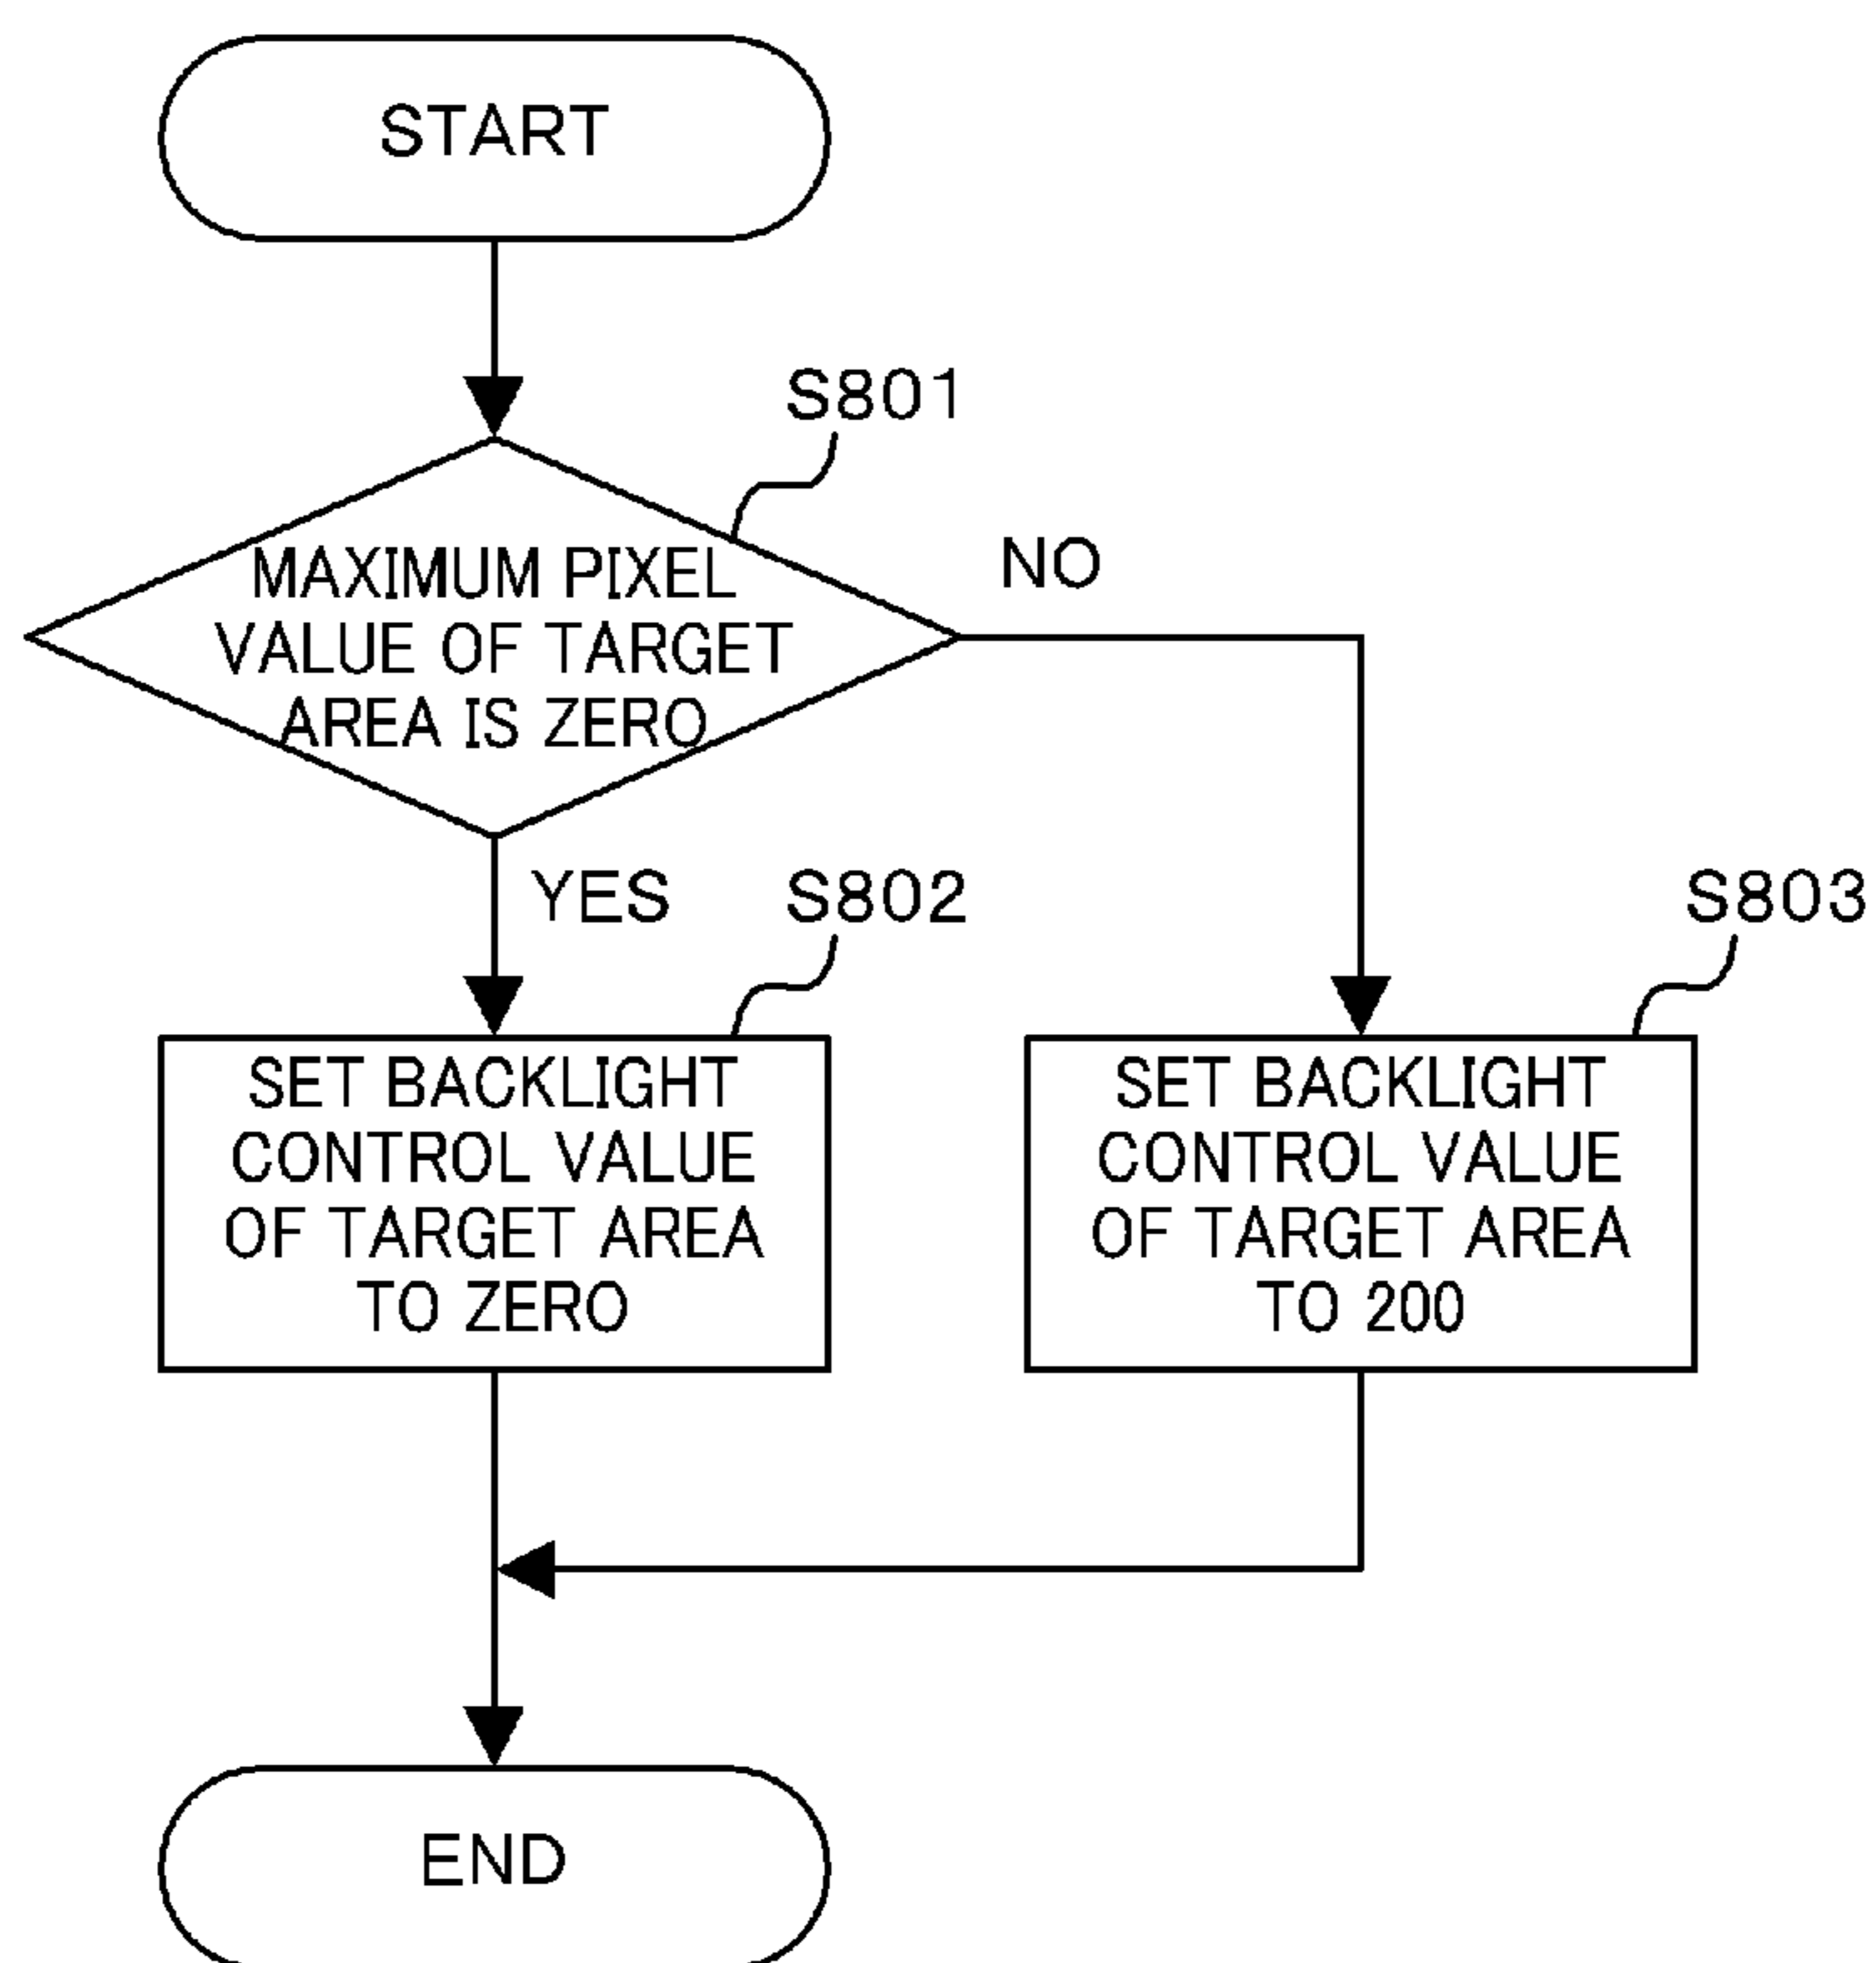 START
S801
MAXIMUM PIXEL
VALUE OF TARGET
AREA IS ZERO
NO
YES
S802
S803
SET BACKLIGHT
CONTROL VALUE
OF TARGET AREA
TO ZERO
SET BACKLIGHT
CONTROL VALUE
OF TARGET AREA
TO 200
END